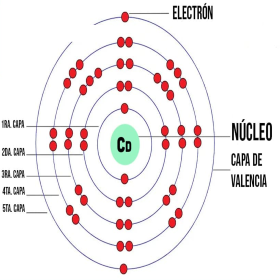 ELECTRÓN
1RA. CAPA
CD
NÚCLEO
2DA. CAPA
CAPA DE
VALENCIA
3RA. CAPA
4TA. CAPA
5TA. CAPA